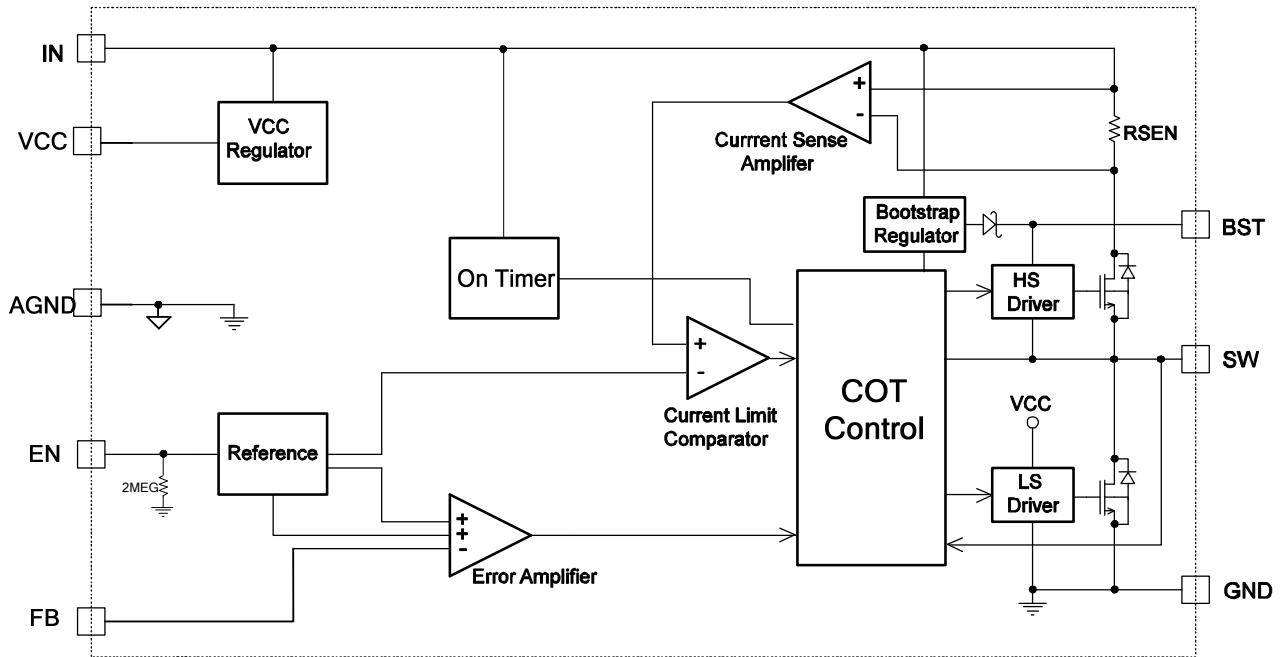 IN
VCC
Regulator
VCC
+
-
Currrent Sense
Amplifer
RSEN
Bootstrap
Regulator
BST
On Timer
HS
Driver
AGND
+
-
Current Limit
Comparator
COT
Control
SW
VCC
EN
2MEG
Reference
LS
Driver
+
+
-
Error Amplifier
FB
GND